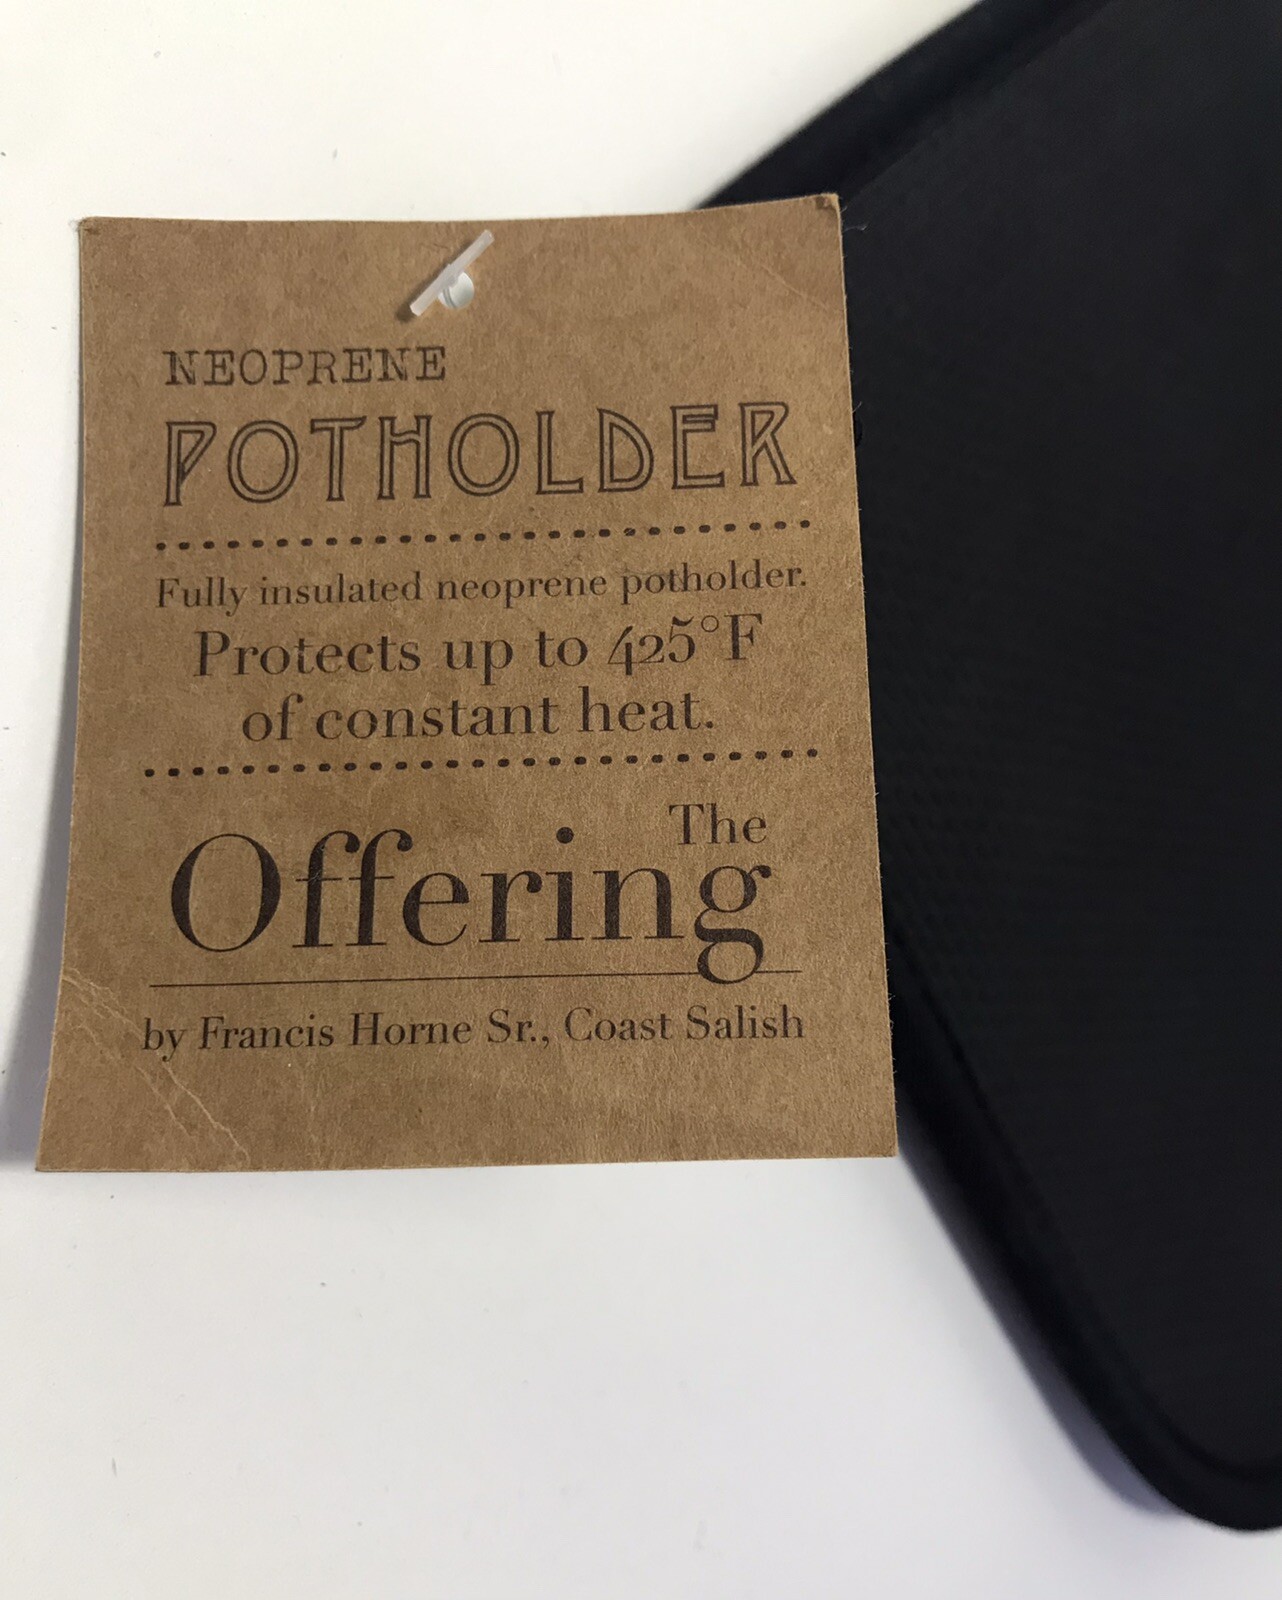 NEOPRENE
POTHOLDER
Fully insulated neoprene potholder.
Protects up to 425°F
of constant heat.
The
Offering
by Francis Horne Sr., Coast Salish